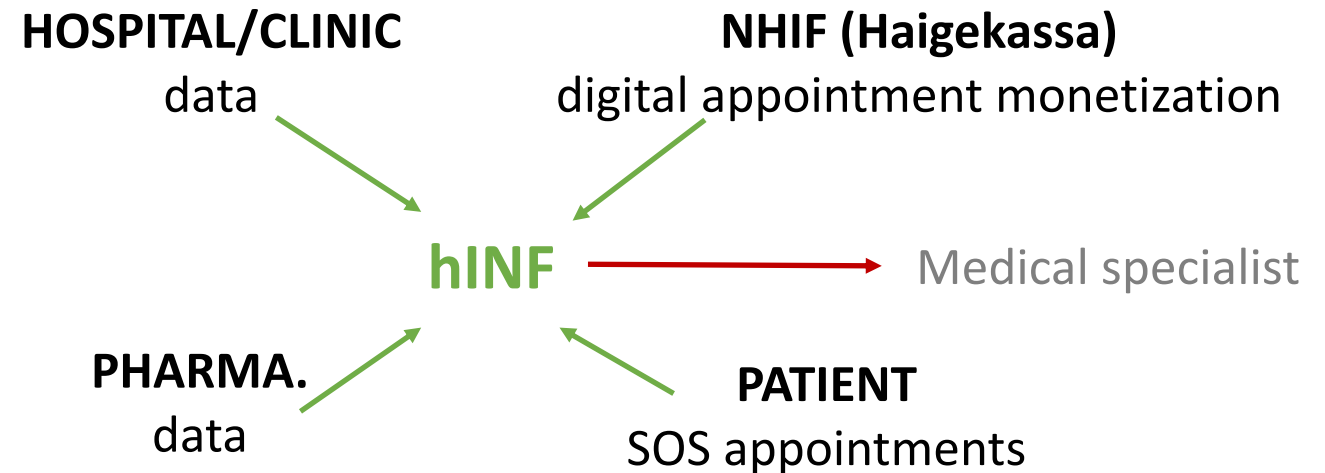 HOSPITAL/CLINIC
data
NHIF (Haigekassa)
digital appointment monetization
hINF
Medical specialist
PHARMA.
data
PATIENT
SOS appointments